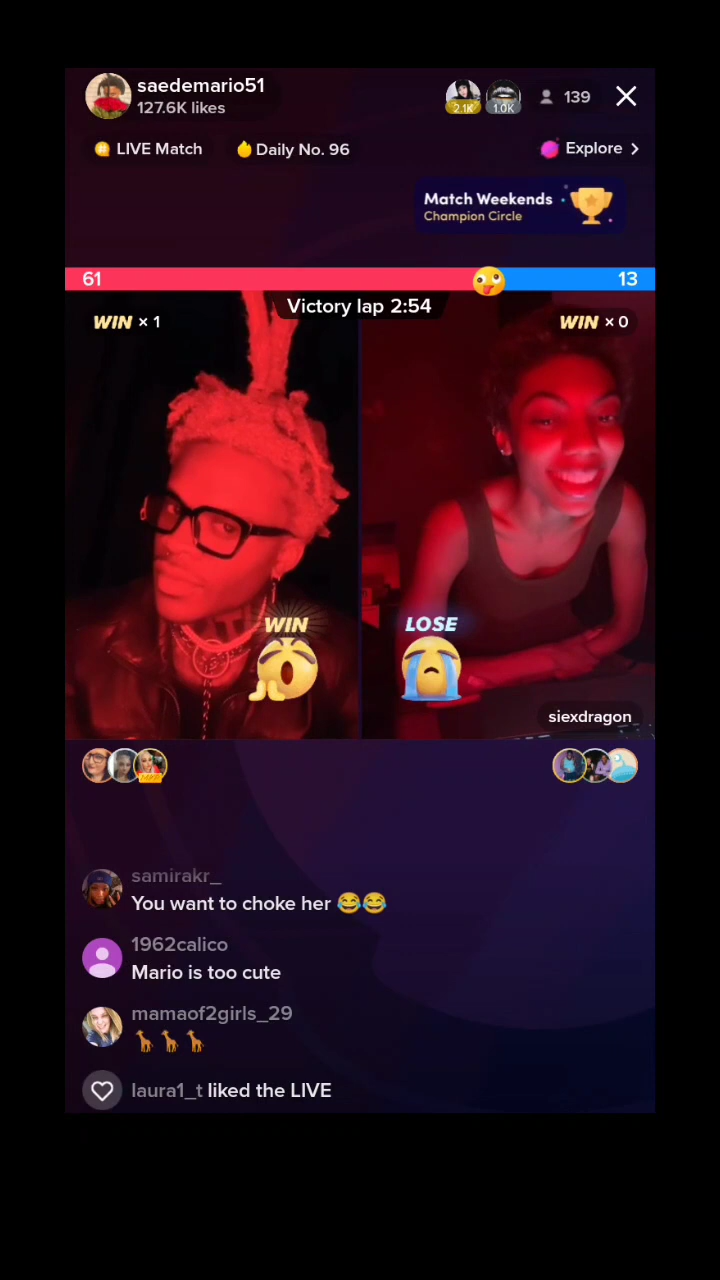 saedemario51
127.6K likes
2.1K
1.0K
139
LIVE Match
Daily No. 96
Explore
Match Weekends
Champion Circle
61
13
Victory lap 2:54
WIN × 1
WIN × 0
WIN
LOSE
siexdragon
samirakr_
You want to choke her 😂😂
1962calico
Mario is too cute
mamaof2girls_29
🦒🦒🦒
laura1_t liked the LIVE